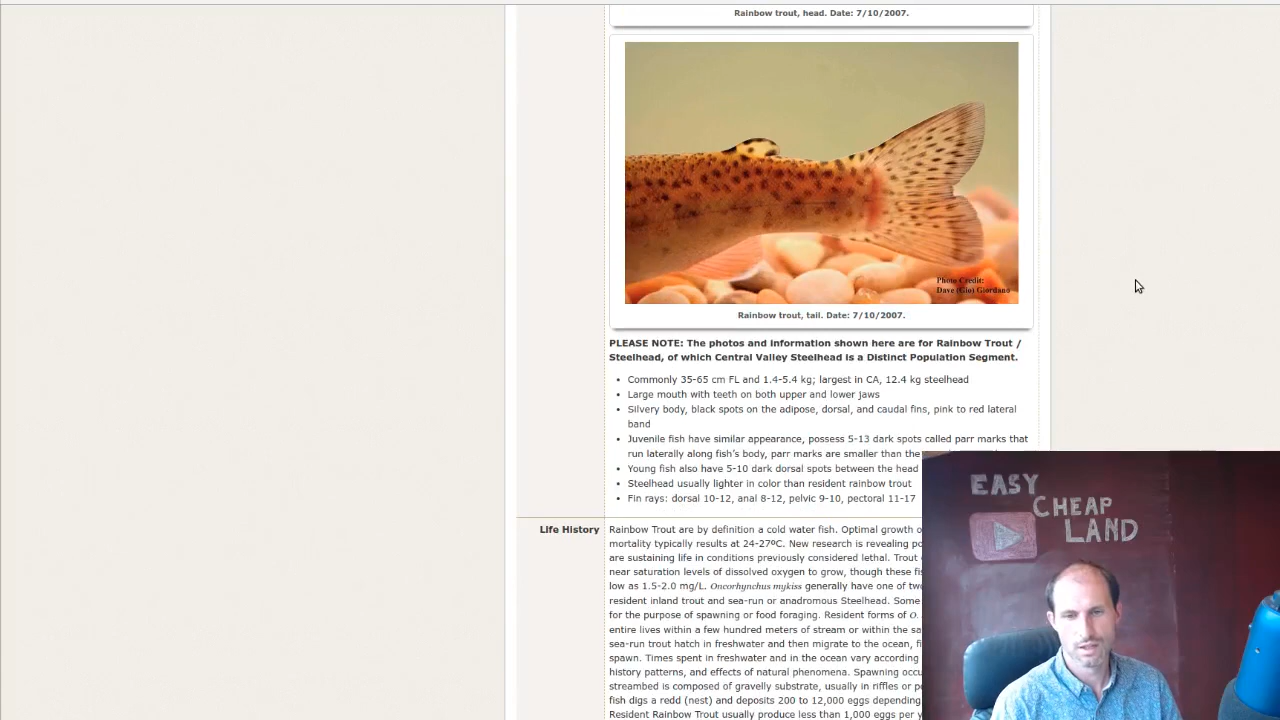 Rainbow trout, head. Date: 7/10/2007.
Photo Credit:
Dave (Gio) Giordano
Rainbow trout, tail. Date: 7/10/2007.
PLEASE NOTE: The photos and information shown here are for Rainbow Trout /
Steelhead, of which Central Valley Steelhead is a Distinct Population Segment.
• Commonly 35-65 cm FL and 1.4-5.4 kg; largest in CA, 12.4 kg steelhead
• Large mouth with teeth on both upper and lower jaws
• Silvery body, black spots on the adipose, dorsal, and caudal fins, pink to red lateral
band
• Juvenile fish have similar appearance, possess 5-13 dark spots called parr marks that
run laterally along fish's body, parr marks are smaller than the
• Young fish also have 5-10 dark dorsal spots between the head
• Steelhead usually lighter in color than resident rainbow trout
• Fin rays: dorsal 10-12, anal 8-12, pelvic 9-10, pectoral 11-17
Life History
Rainbow Trout are by definition a cold water fish. Optimal growth o
mortality typically results at 24-27ºC. New research is revealing po
are sustaining life in conditions previously considered lethal. Trout
near saturation levels of dissolved oxygen to grow, though these fi
low as 1.5-2.0 mg/L. Oncorhynchus mykiss generally have one of tw
resident inland trout and sea-run or anadromous Steelhead. Some
for the purpose of spawning or food foraging. Resident forms of O.
entire lives within a few hundred meters of stream or within the sa
sea-run trout hatch in freshwater and then migrate to the ocean, fi
spawn. Times spent in freshwater and in the ocean vary according
history patterns, and effects of natural phenomena. Spawning occu
streambed is composed of gravelly substrate, usually in riffles or p
fish digs a redd (nest) and deposits 200 to 12,000 eggs depending
Resident Rainbow Trout usually produce less than 1,000 eggs per y
EASY
CHEAP
LAND